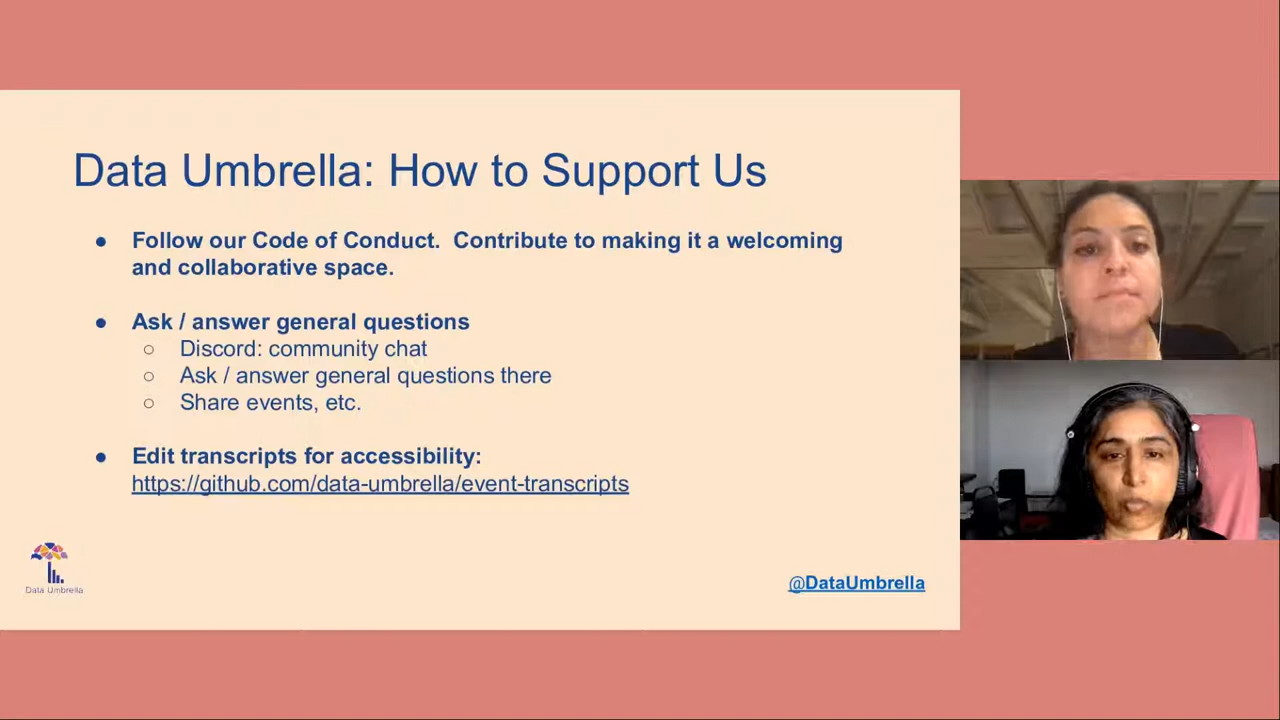 Data Umbrella: How to Support Us
● Follow our Code of Conduct.  Contribute to making it a welcoming
and collaborative space.
● Ask / answer general questions
○ Discord: community chat
○ Ask / answer general questions there
○ Share events, etc.
● Edit transcripts for accessibility:
https://github.com/data-umbrella/event-transcripts
Data Umbrella
@DataUmbrella